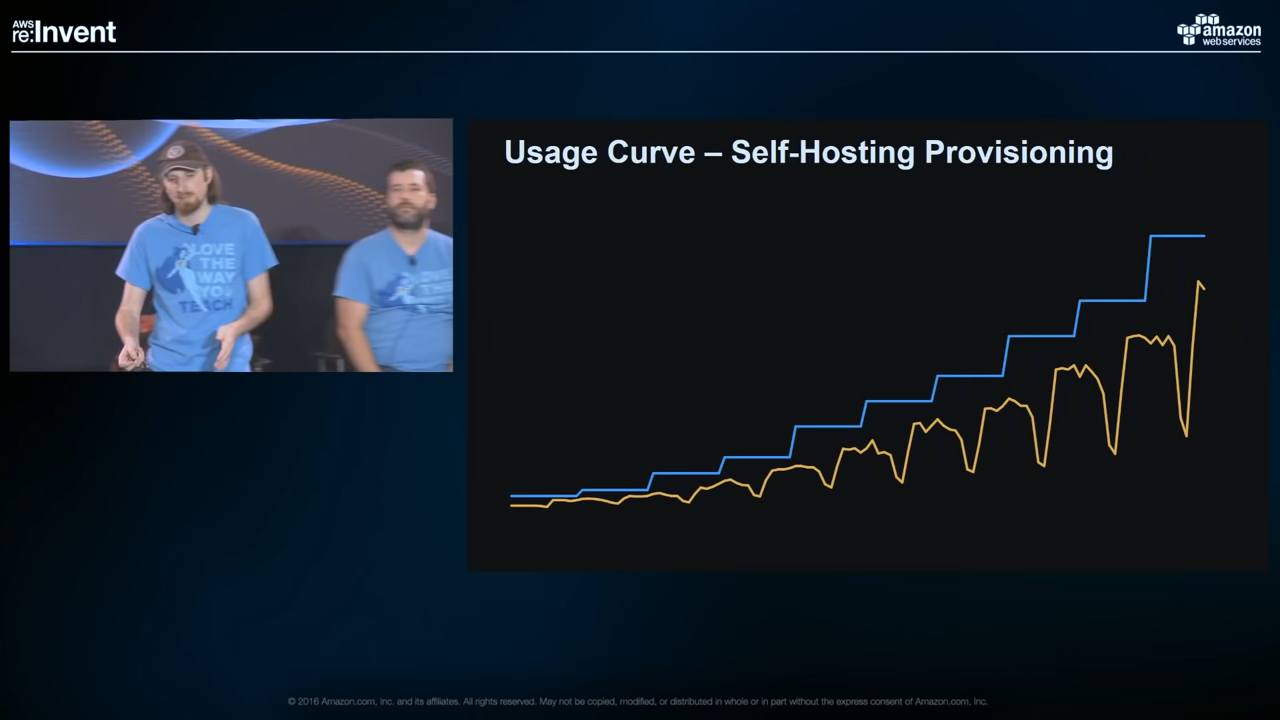 AWS
re:Invent
amazon
web services
Usage Curve – Self-Hosting Provisioning
LOVE
THE
WAY
YOU
TEACH
THE
© 2016 Amazon.com, Inc. and its affiliates. All rights reserved. May not be copied, modified, or distributed in whole or in part without the express consent of Amazon.com, Inc.